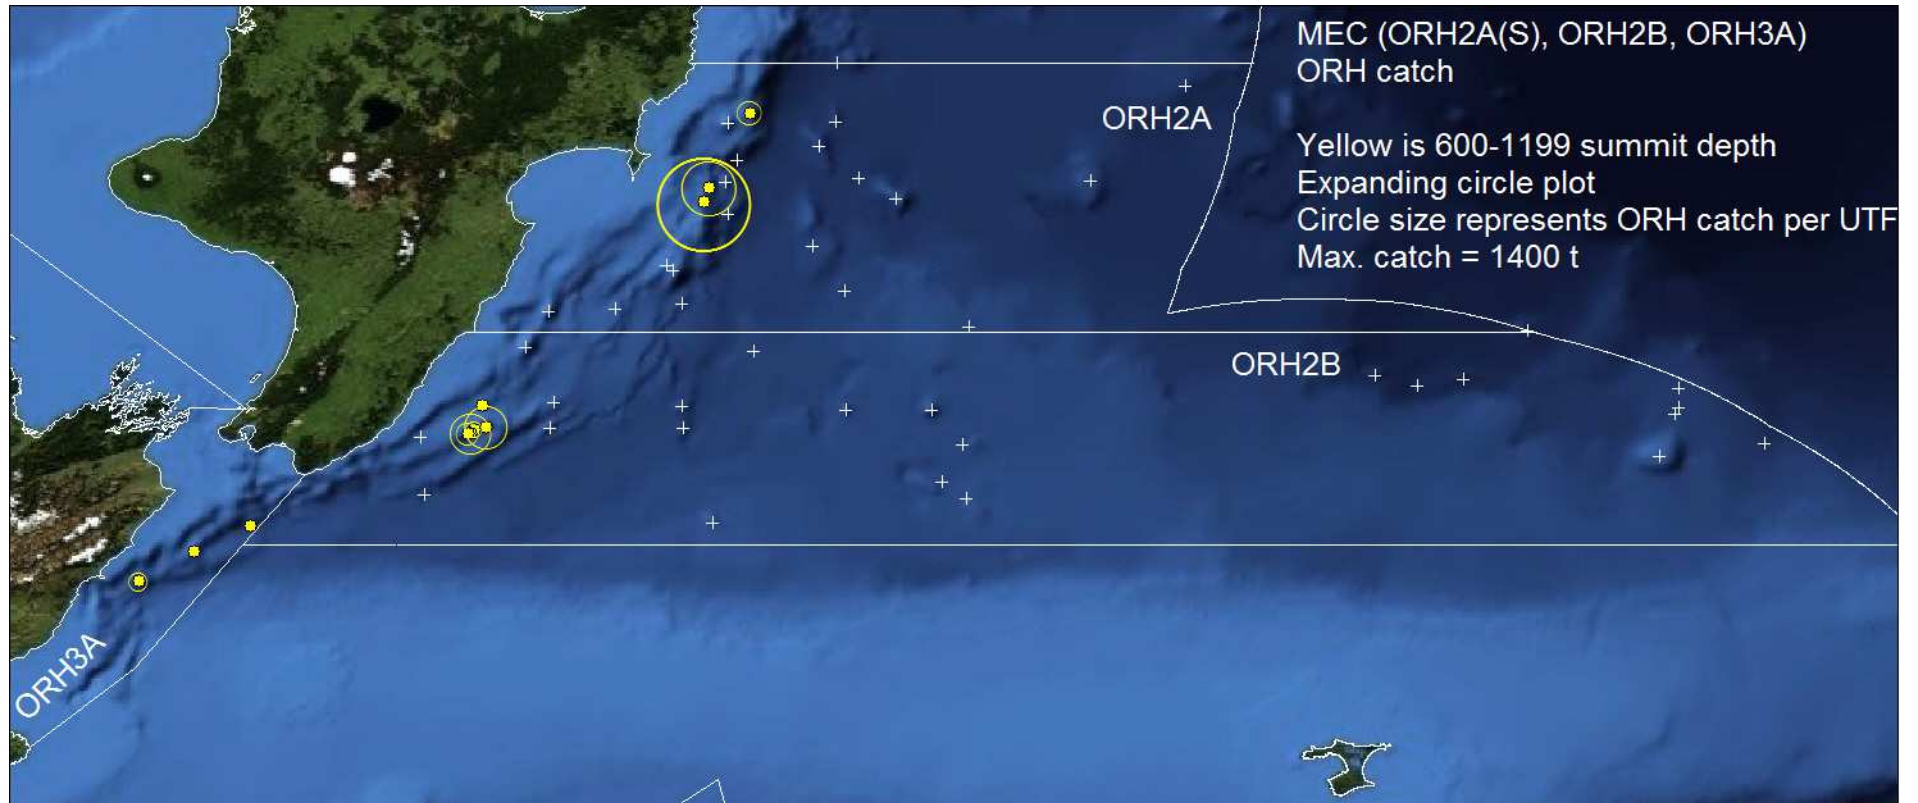 MEC (ORH2A(S), ORH2B, ORH3A)
ORH catch
ORH2A
Yellow is 600-1199 summit depth
Expanding circle plot
Circle size represents ORH catch per UTF
Max. catch = 1400 t
ORH2B
ORH3A